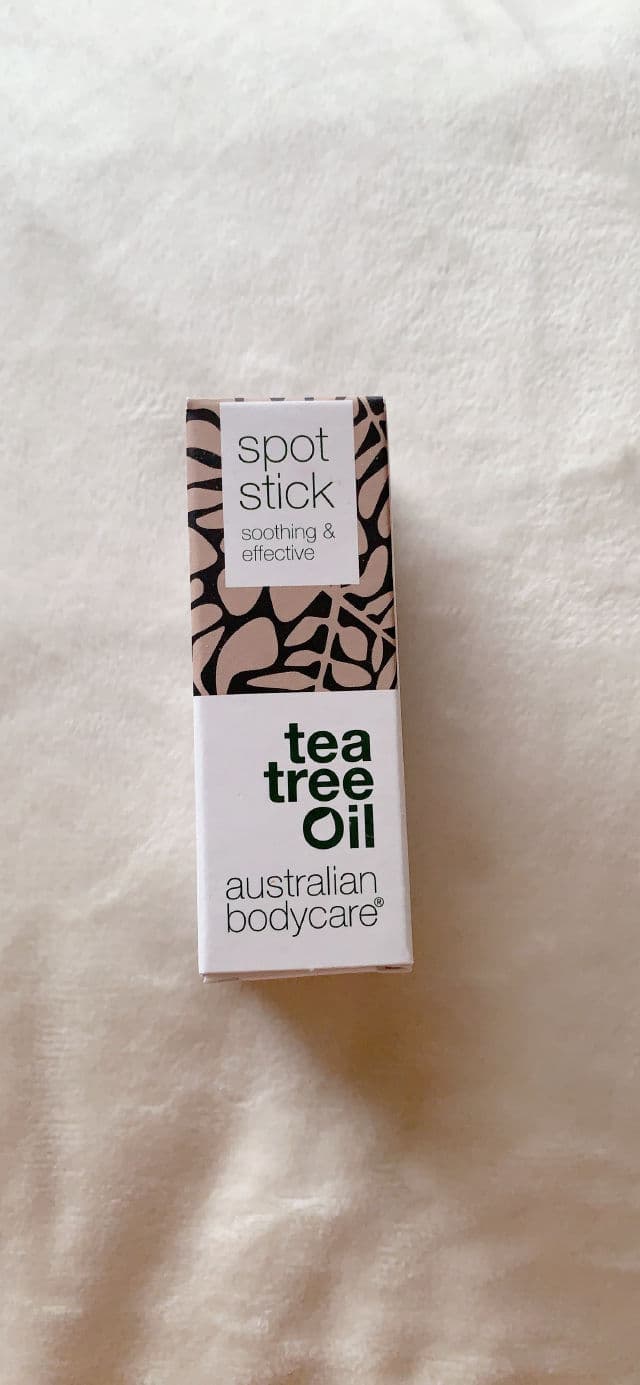 spot
stick
soothing &
effective
tea
tree
Oil
australian
bodycare®